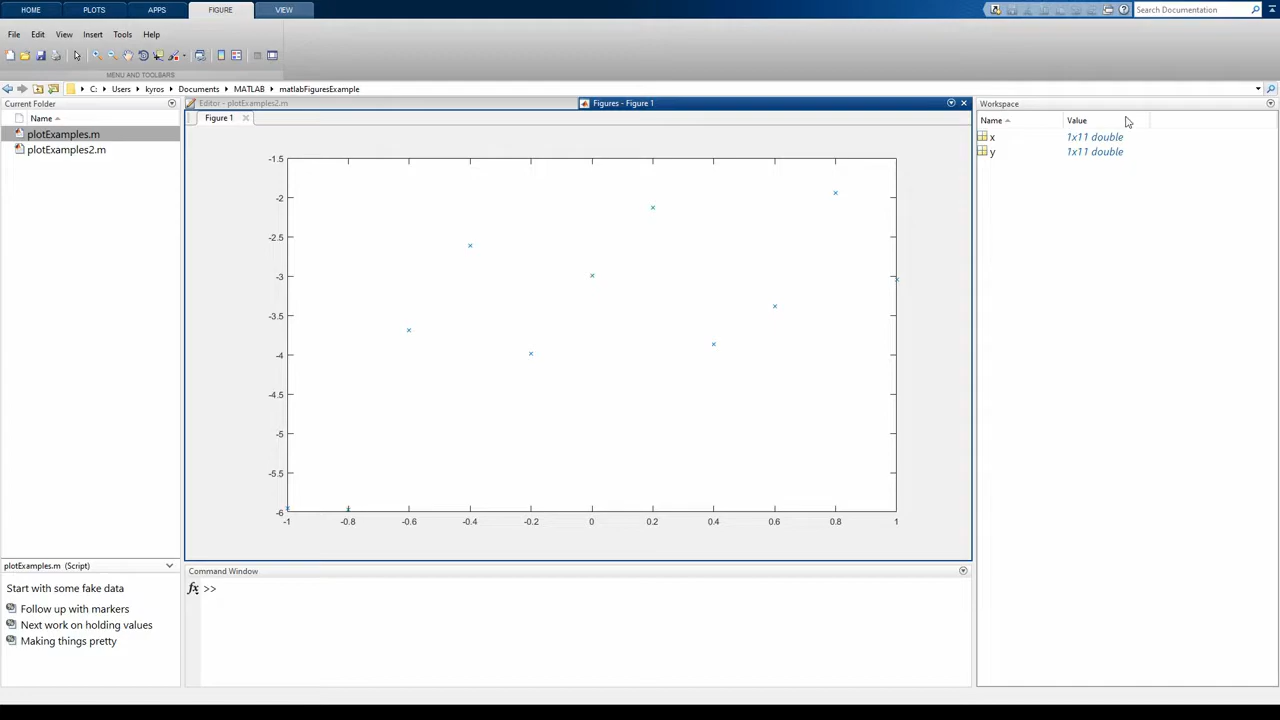 HOME PLOTS APPS FIGURE VIEW Search Documentation
File Edit View Insert Tools Help
MENU AND TOOLBARS
C: Users kyros Documents MATLAB matlabFiguresExample
Current Folder
Name
plotExamples.m
plotExamples2.m
plotExamples.m (Script)
Start with some fake data
Follow up with markers
Next work on holding values
Making things pretty
Editor - plotExamples2.m
Figures - Figure 1
Figure 1
-1.5
-2
-2.5
-3
-3.5
-4
-4.5
-5
-5.5
-6
-1 -0.8 -0.6 -0.4 -0.2 0 0.2 0.4 0.6 0.8 1
Command Window
fx >>
Workspace
Name Value
x 1x11 double
y 1x11 double